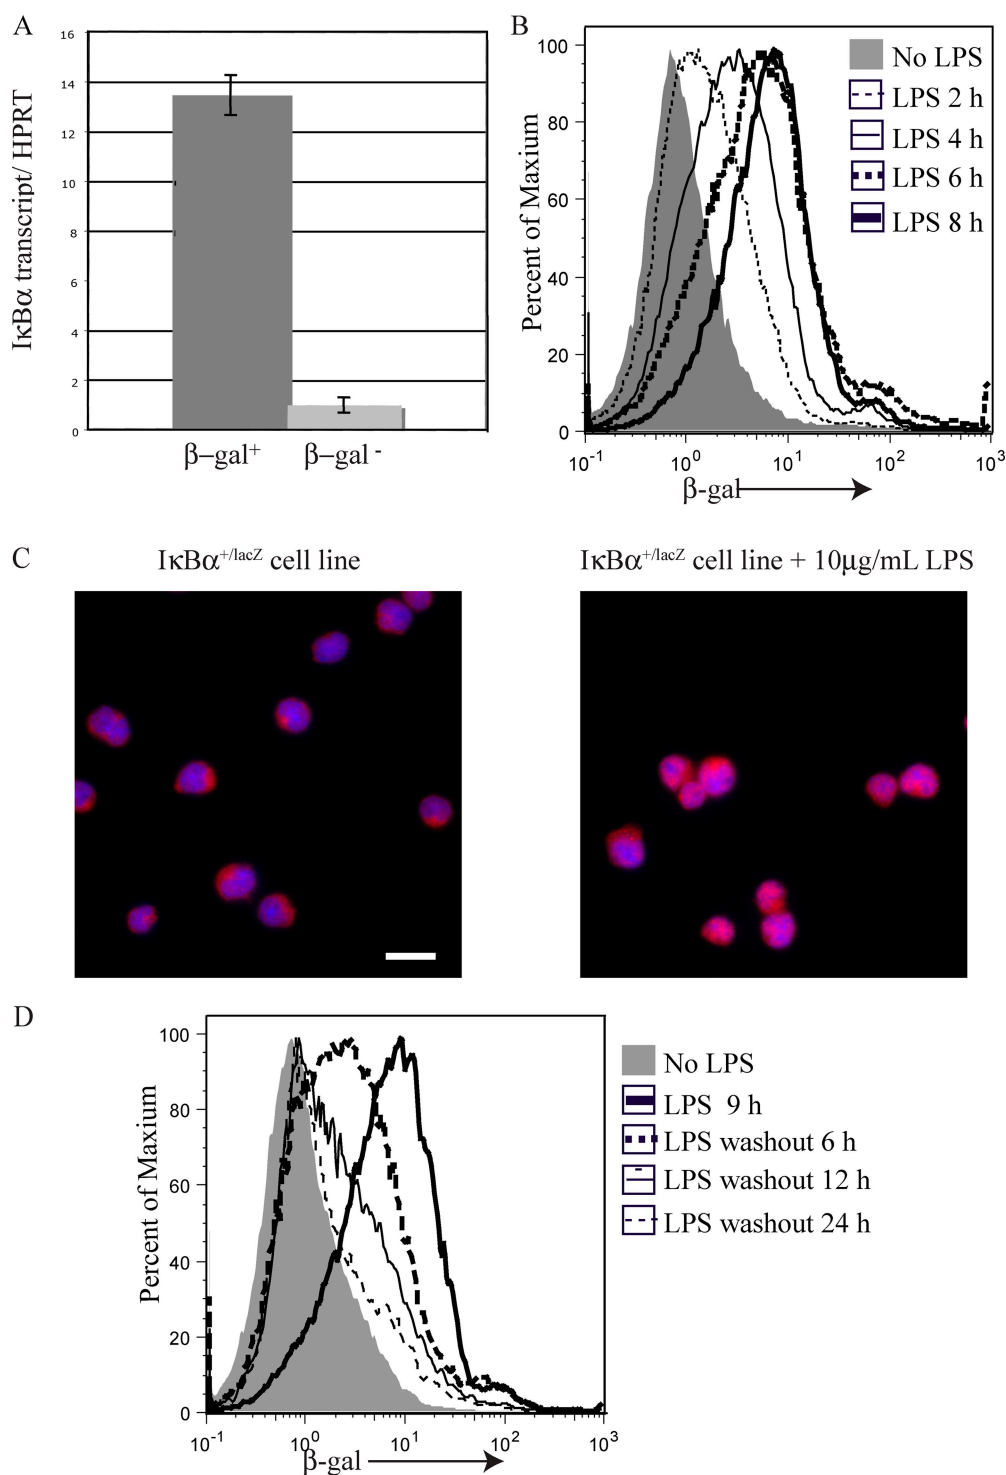 A
IκBα transcript/ HPRT
16
14
12
10
8
6
4
2
0
β–gal+
β–gal -
B
Percent of Maxium
100
80
60
40
20
0
10-1
100
101
102
103
β-gal
No LPS
LPS 2 h
LPS 4 h
LPS 6 h
LPS 8 h
C
IκBα+/lacZ cell line
IκBα+/lacZ cell line + 10μg/mL LPS
D
Percent of Maxium
100
80
60
40
20
0
10-1
100
101
102
103
β-gal
No LPS
LPS 9 h
LPS washout 6 h
LPS washout 12 h
LPS washout 24 h